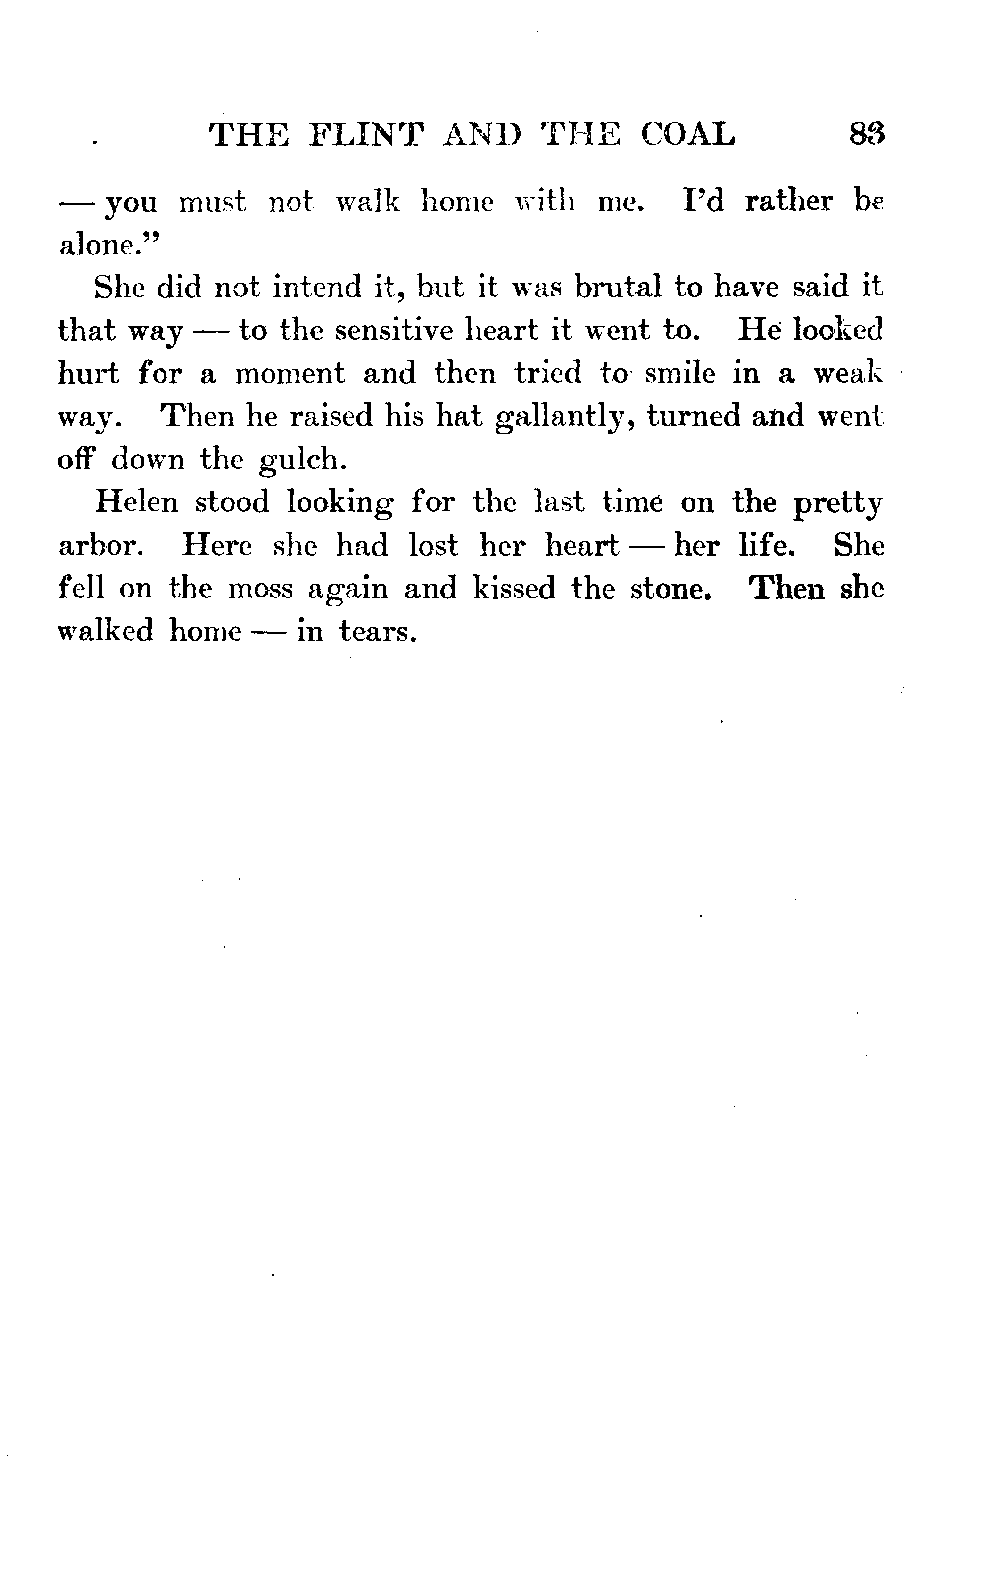 THE FLINT AND THE COAL 83
— you must not walk home with me. I'd rather be
alone."
She did not intend it, but it was brutal to have said it
that way — to the sensitive heart it went to. He looked
hurt for a moment and then tried to smile in a weak
way. Then he raised his hat gallantly, turned and went
off down the gulch.
Helen stood looking for the last time on the pretty
arbor. Here she had lost her heart — her life. She
fell on the moss again and kissed the stone. Then she
walked home — in tears.